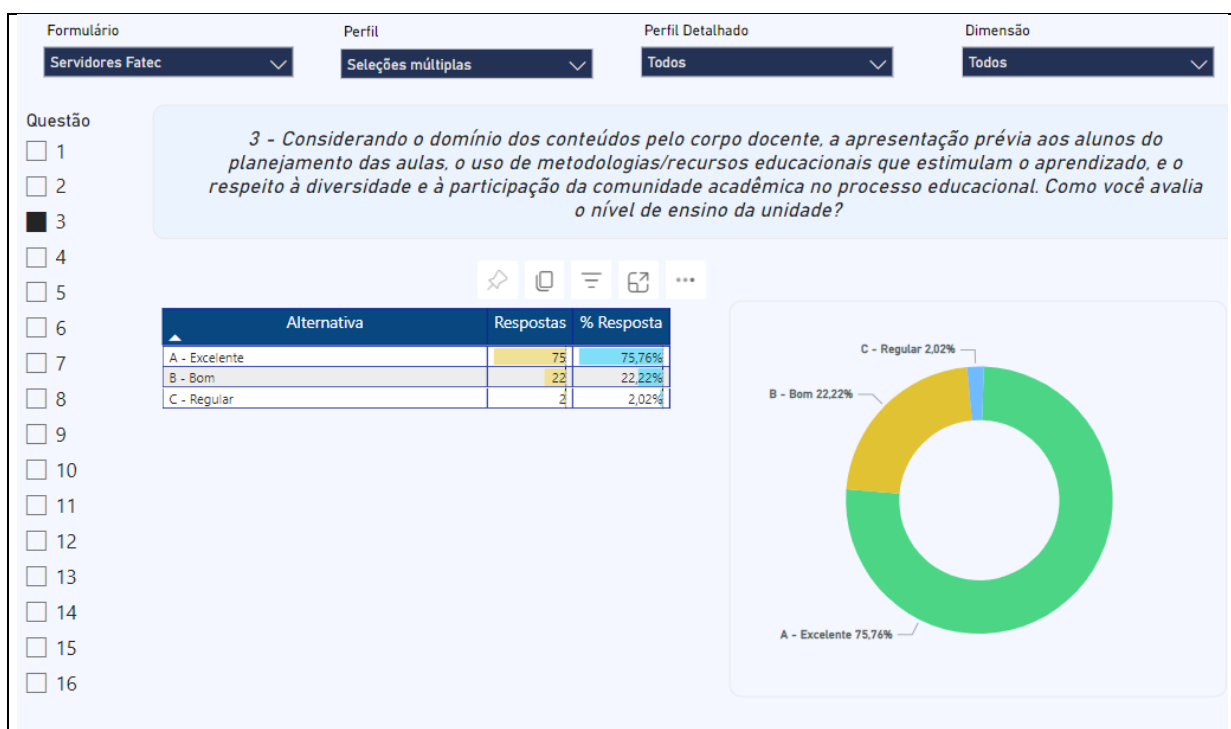 Formulário
Perfil
Perfil Detalhado
Dimensão
Servidores Fatec
Seleções múltiplas
Todos
Todos
Questão
1
2
3
4
5
6
7
8
9
10
11
12
13
14
15
16
3 - Considerando o domínio dos conteúdos pelo corpo docente, a apresentação prévia aos alunos do
planejamento das aulas, o uso de metodologias/recursos educacionais que estimulam o aprendizado, e o
respeito à diversidade e à participação da comunidade acadêmica no processo educacional. Como você avalia
o nível de ensino da unidade?
Alternativa Respostas % Resposta
A - Excelente 75 75,76%
B - Bom 22 22,22%
C - Regular 2 2,02%
C - Regular 2,02%
B - Bom 22,22%
A - Excelente 75,76%